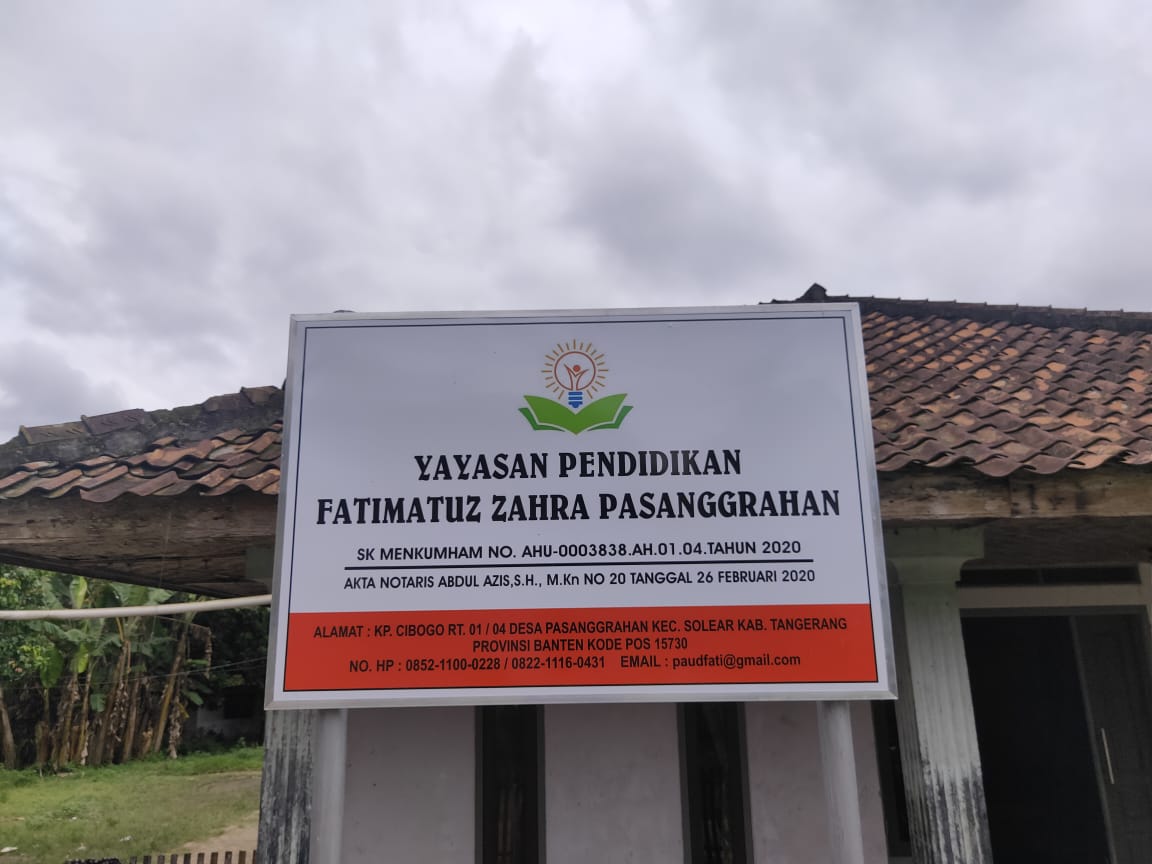 YAYASAN PENDIDIKAN
FATIMATUZ ZAHRA PASANGGRAHAN
SK MENKUMHAM NO. AHU-0003838.AH.01.04.TAHUN 2020
AKTA NOTARIS ABDUL AZIS,S.H., M.Kn NO 20 TANGGAL 26 FEBRUARI 2020
ALAMAT : KP. CIBOGO RT. 01 / 04 DESA PASANGGRAHAN KEC. SOLEAR KAB. TANGERANG
PROVINSI BANTEN KODE POS 15730
NO. HP : 0852-1100-0228 / 0822-1116-0431 EMAIL : paudfati@gmail.com